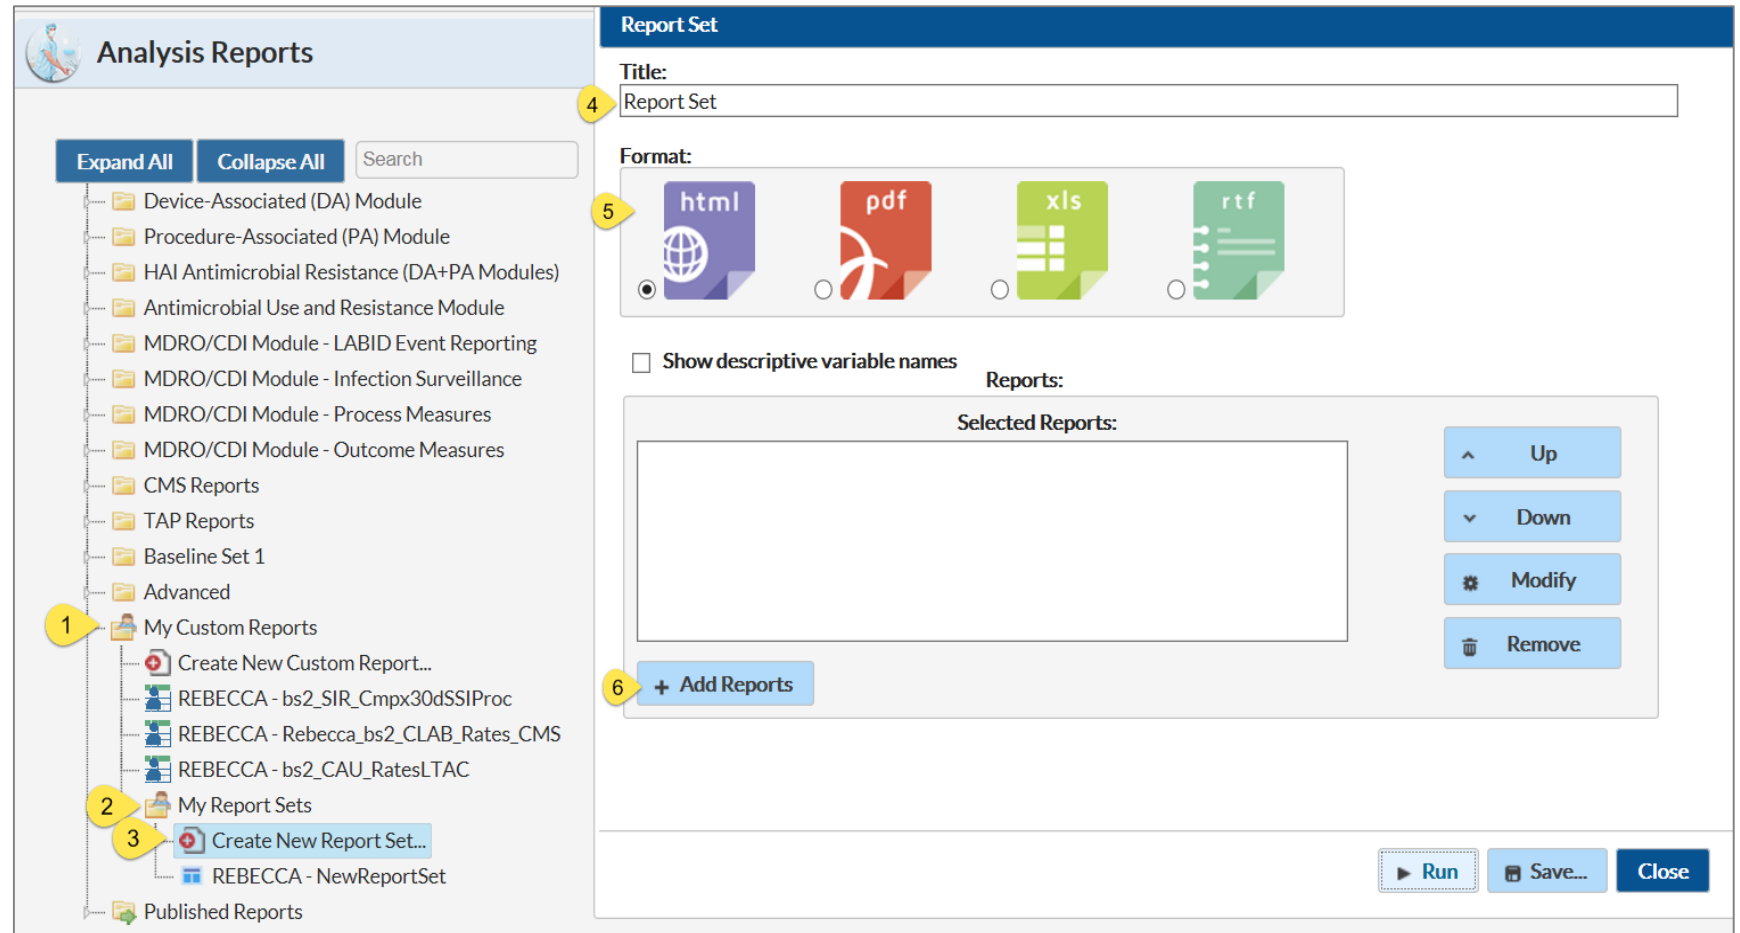 Analysis Reports
Expand All
Collapse All
Search
Device-Associated (DA) Module
Procedure-Associated (PA) Module
HAI Antimicrobial Resistance (DA+PA Modules)
Antimicrobial Use and Resistance Module
MDRO/CDI Module - LABID Event Reporting
MDRO/CDI Module - Infection Surveillance
MDRO/CDI Module - Process Measures
MDRO/CDI Module - Outcome Measures
CMS Reports
TAP Reports
Baseline Set 1
Advanced
1
My Custom Reports
Create New Custom Report...
REBECCA - bs2_SIR_Cmpx30dSSIProc
REBECCA - Rebecca_bs2_CLAB_Rates_CMS
REBECCA - bs2_CAU_RatesLTAC
2
My Report Sets
3
Create New Report Set...
REBECCA - NewReportSet
Published Reports
Report Set
Title:
4
Report Set
Format:
5
html
pdf
xls
rtf
Show descriptive variable names
Reports:
Selected Reports:
Up
Down
Modify
Remove
6
+ Add Reports
Run
Save...
Close